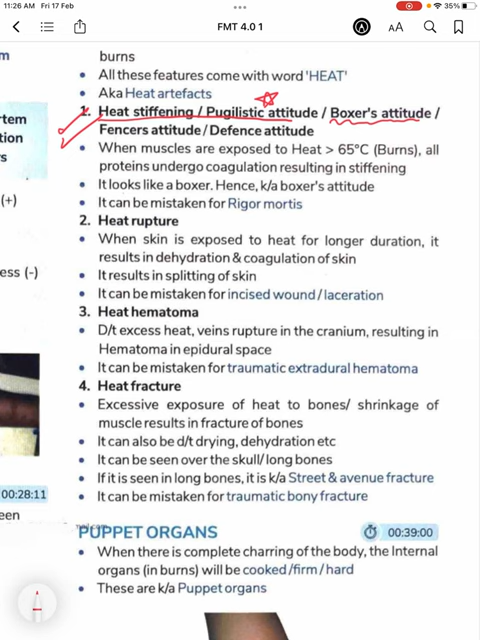 11:26 AM Fri 17 Feb
35%
FMT 4.0 1
AA
m
burns
• All these features come with word 'HEAT'
• Aka Heat artefacts
1. Heat stiffening / Pugilistic attitude / Boxer's attitude /
Fencers attitude / Defence attitude
• When muscles are exposed to Heat > 65°C (Burns), all
proteins undergo coagulation resulting in stiffening
• It looks like a boxer. Hence, k/a boxer's attitude
• It can be mistaken for Rigor mortis
2. Heat rupture
• When skin is exposed to heat for longer duration, it
results in dehydration & coagulation of skin
• It results in splitting of skin
• It can be mistaken for incised wound / laceration
3. Heat hematoma
• D/t excess heat, veins rupture in the cranium, resulting in
Hematoma in epidural space
• It can be mistaken for traumatic extradural hematoma
4. Heat fracture
• Excessive exposure of heat to bones/ shrinkage of
muscle results in fracture of bones
• It can also be d/t drying, dehydration etc
• It can be seen over the skull/ long bones
• If it is seen in long bones, it is k/a Street & avenue fracture
• It can be mistaken for traumatic bony fracture
PUPPET ORGANS
00:39:00
• When there is complete charring of the body, the Internal
organs (in burns) will be cooked /firm / hard
• These are k/a Puppet organs
rtem
tion
rs
(+)
ess (-)
00:28:11
een